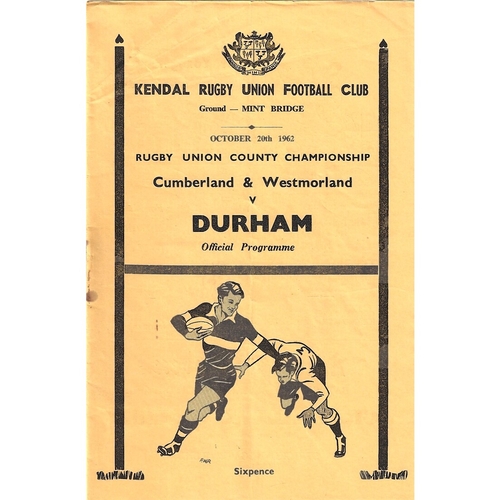 KENDAL RUGBY UNION FOOTBALL CLUB
Ground — MINT BRIDGE
OCTOBER 20th 1962
RUGBY UNION COUNTY CHAMPIONSHIP
Cumberland & Westmorland
v
DURHAM
Official Programme
Sixpence